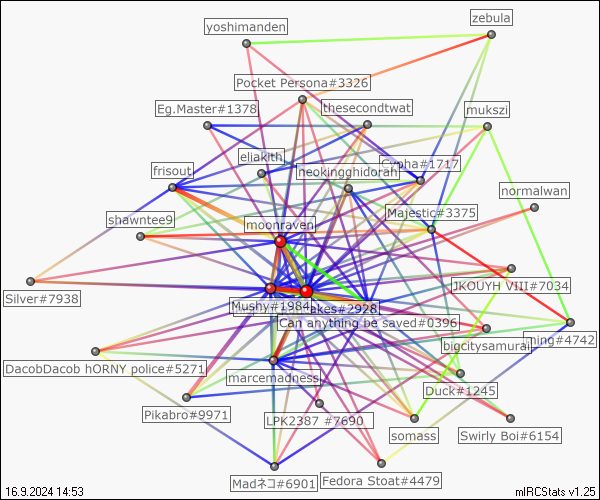 zebula
yoshimanden
Pocket Persona#3326
Eg.Master#1378
thesecondtwat
mukszi
eliakith
Cypha#1717
frisout
neokingghidorah
normalwan
shawntee9
Majestic#3375
moonraven
JKOUYH VIII#7034
Silver#7938
Mushy#1984
akes#2928
Can anything be saved#0396
bigcitysamurai
hing#4742
DacobDacob hORNY police#5271
marcemadness
Duck#1245
Pikabro#9971
LPK2387 #7690
somass
Swirly Boi#6154
Madネコ#6901
Fedora Stoat#4479
16.9.2024 14:53
mIRCStats v1.25